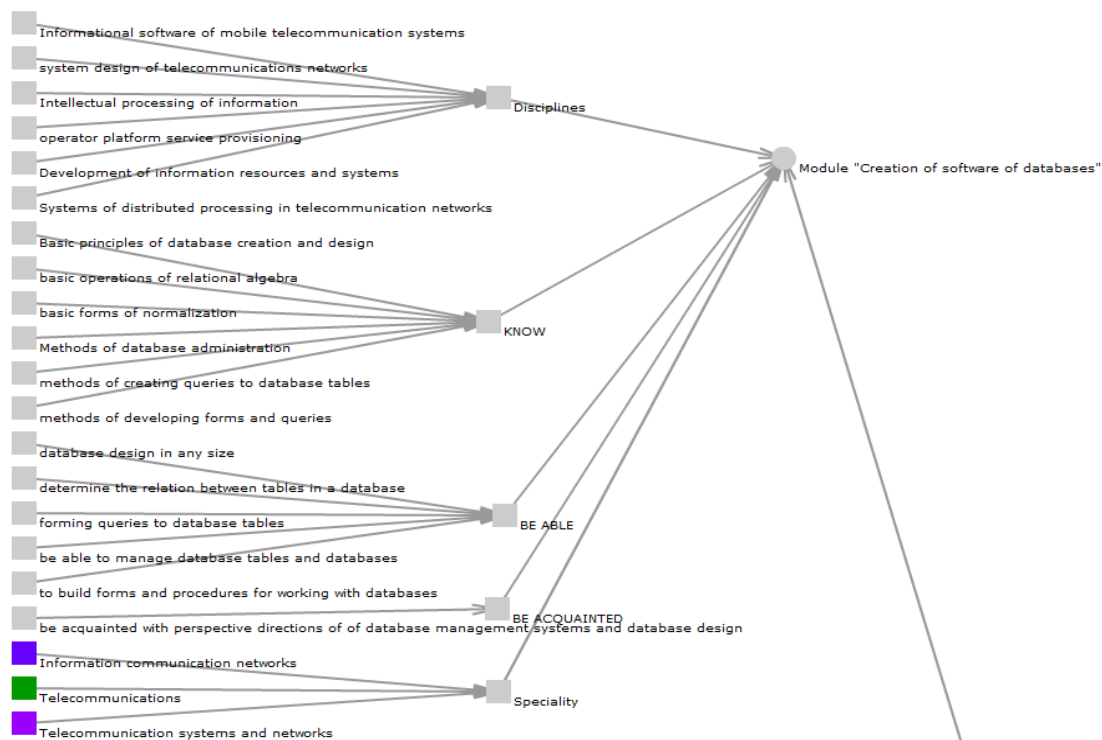 Informational software of mobile telecommunication systems
system design of telecommunications networks
Intellectual processing of information
Disciplines
operator platform service provisioning
Module "Creation of software of databases"
Development of information resources and systems
Systems of distributed processing in telecommunication networks
Basic principles of database creation and design
basic operations of relational algebra
basic forms of normalization
KNOW
Methods of database administration
methods of creating queries to database tables
methods of developing forms and queries
database design in any size
determine the relation between tables in a database
forming queries to database tables
BE ABLE
be able to manage database tables and databases
to build forms and procedures for working with databases
BE ACQUAINTED
be acquainted with perspective directions of of database management systems and database design
Information communication networks
Telecommunications
Speciality
Telecommunication systems and networks